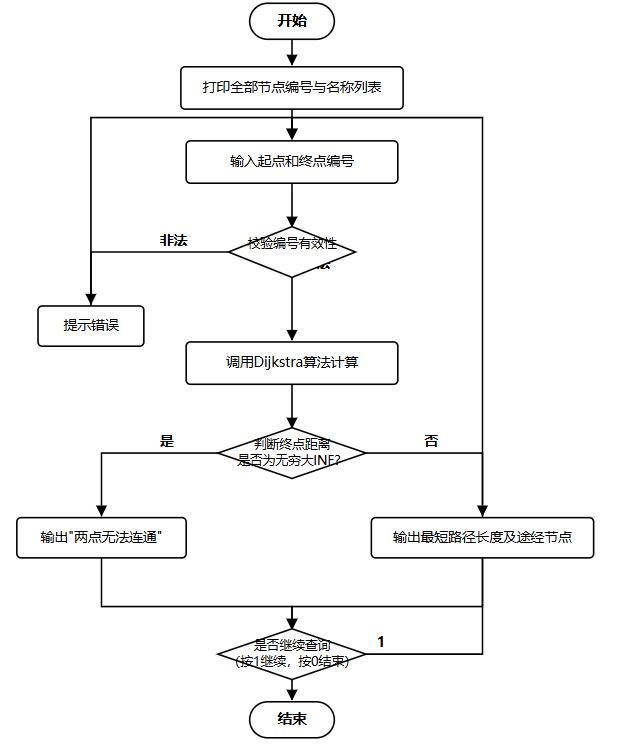 开始
打印全部节点编号与名称列表
输入起点和终点编号
非法
校验编号有效性
提示错误
调用Dijkstra算法计算
是
判断终点距离
是否为无穷大INF?
否
输出"两点无法连通"
输出最短路径长度及途经节点
是否继续查询
(按1继续，按0结束)
1
结束